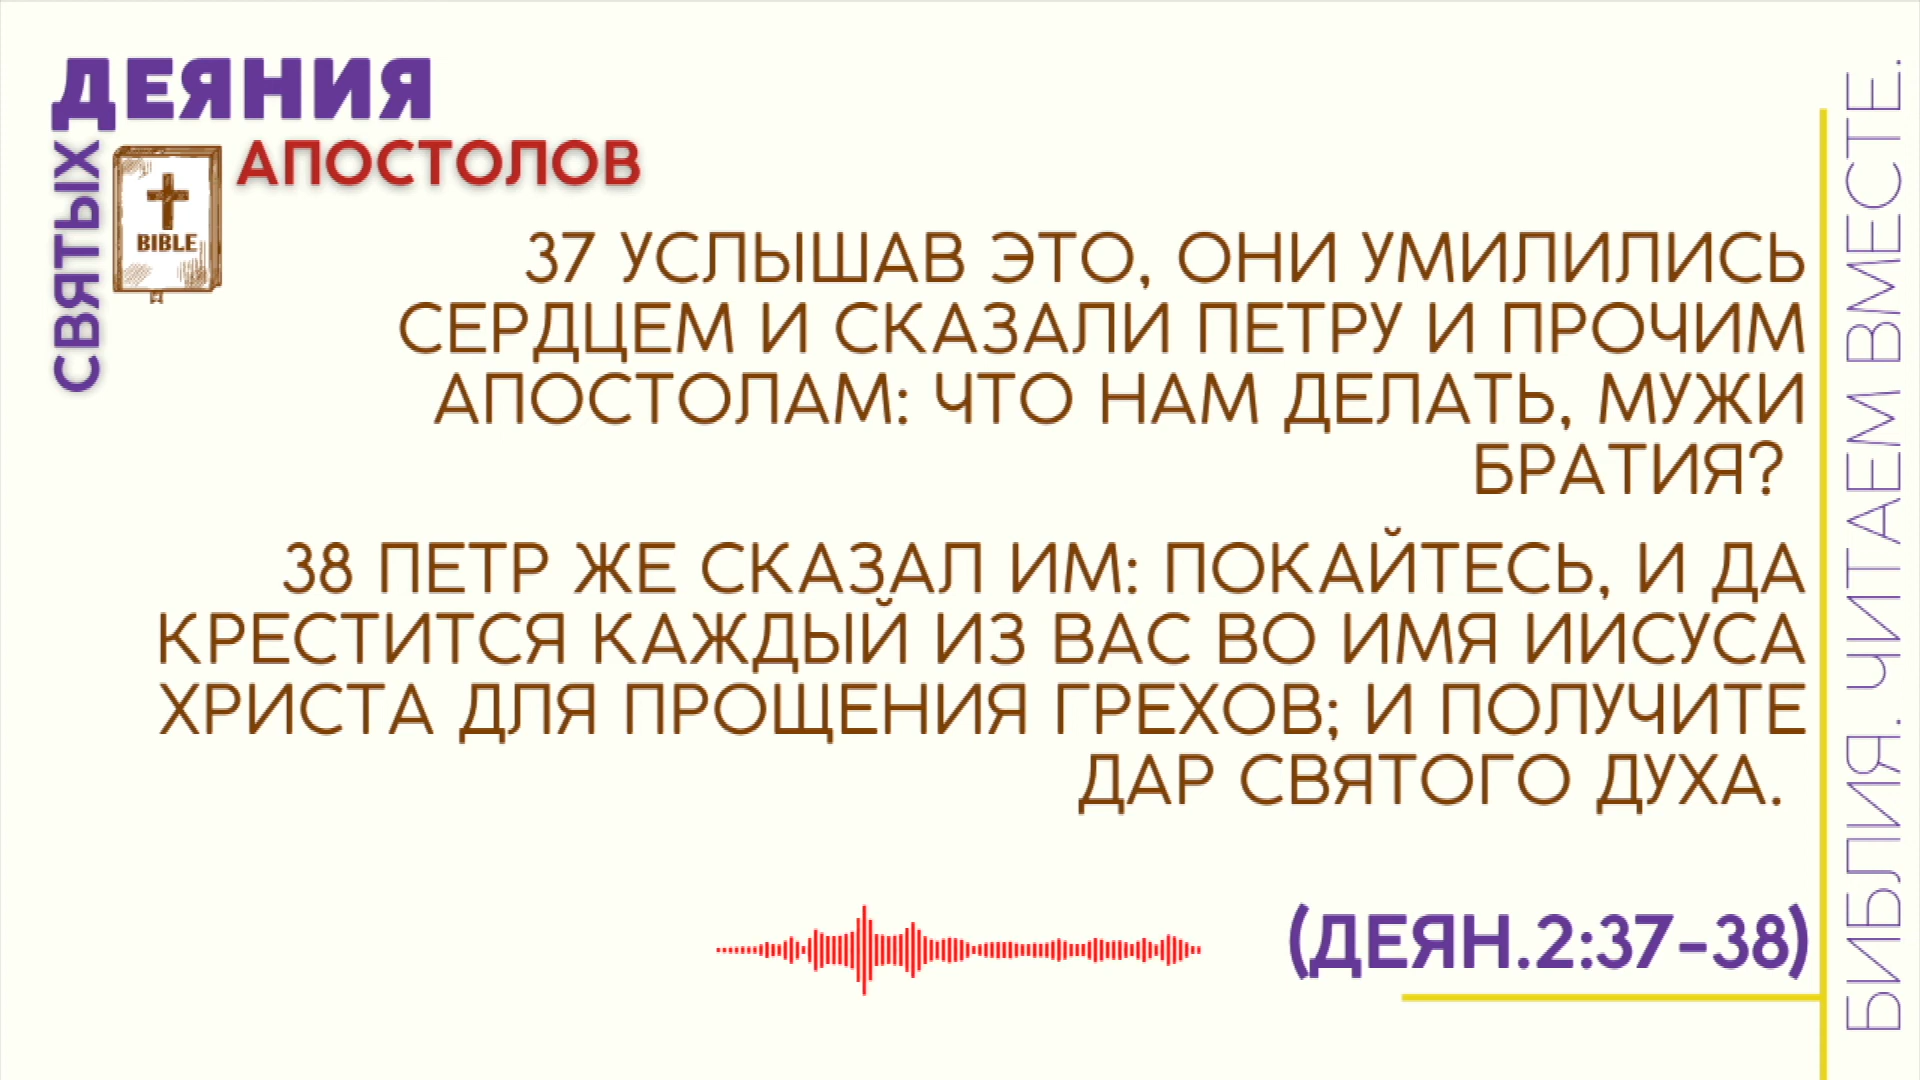 ДЕЯНИЯ
СВЯТЫХ
АПОСТОЛОВ
BIBLE
37 УСЛЫШАВ ЭТО, ОНИ УМИЛИЛИСЬ
СЕРДЦЕМ И СКАЗАЛИ ПЕТРУ И ПРОЧИМ
АПОСТОЛАМ: ЧТО НАМ ДЕЛАТЬ, МУЖИ
БРАТИЯ?
38 ПЕТР ЖЕ СКАЗАЛ ИМ: ПОКАЙТЕСЬ, И ДА
КРЕСТИТСЯ КАЖДЫЙ ИЗ ВАС ВО ИМЯ ИИСУСА
ХРИСТА ДЛЯ ПРОЩЕНИЯ ГРЕХОВ; И ПОЛУЧИТЕ
ДАР СВЯТОГО ДУХА.
(ДЕЯН.2:37-38)
БИБЛИЯ. ЧИТАЕМ ВМЕСТЕ.